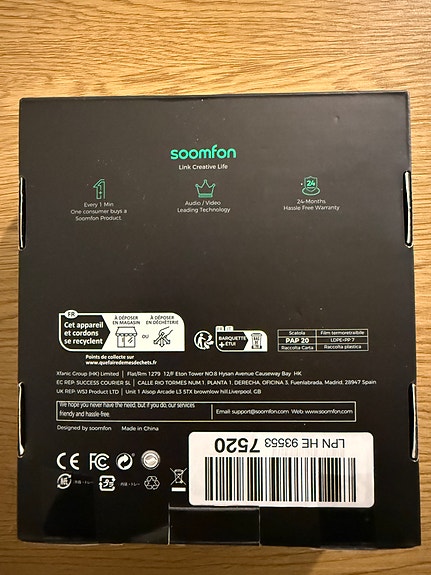 soomfon
Link Creative Life
Every 1 Min
One consumer buys a
Soomfon Product.
Audio / Video
Leading Technology
24
24-Months
Hassle Free Warranty
FR
Cet appareil
et cordons
se recyclent
À DÉPOSER
EN MAGASIN
OU
À DÉPOSER
EN DÉCHÈTERIE
Points de collecte sur
www.quefairedemesdechets.fr
FR
BARQUETTE
+ÉTUI
Scatola
PAP 20
Raccolta Carta
Film termoretraibile
LDPE+PP 7
Raccolta plastica
Xfanic Group (HK) Limited | Flat/Rm 1279 12/F Eton Tower NO.8 Hysan Avenue Causeway Bay HK
EC REP: SUCCESS COURIER SL | CALLE RIO TORMES NUM.1. PLANTA 1, DERECHA, OFICINA 3, Fuenlabrada, Madrid, 28947 Spain
UK REP: WSJ Product LTD | Unit 1 Alsop Arcade L3 5TX brownlow hill.Liverpool. GB
We hope you never have the need, but if you do, our services
friendly and hassle-free.
Email: support@soomfon.com Web: www.soomfon.com
Designed by soomfon Made in China
LPN HE 93553
7520
CE FC